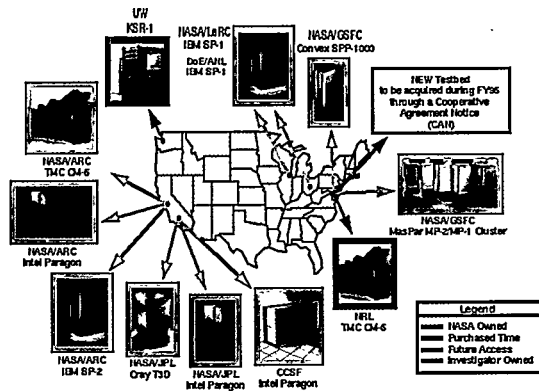 UW
KSR-1
NASA/LeRC
IBM SP-1
DoE/ANL
IBM SP-1
NASA/GSFC
Convex SPP-1000
NEW Testbed
to be acquired during FY95
through a Cooperative
Agreement Notice
(CAN)
NASA/ARC
TMC CM-5
NASA/GSFC
MasPar MP-2/MP-1 Cluster
NASA/ARC
Intel Paragon
NRL
TMC CM-5
NASA/ARC
IBM SP-2
NASA/JPL
Cray T3D
NASA/JPL
Intel Paragon
CCSF
Intel Paragon
Legend
NASA Owned
Purchased Time
Future Access
Investigator Owned